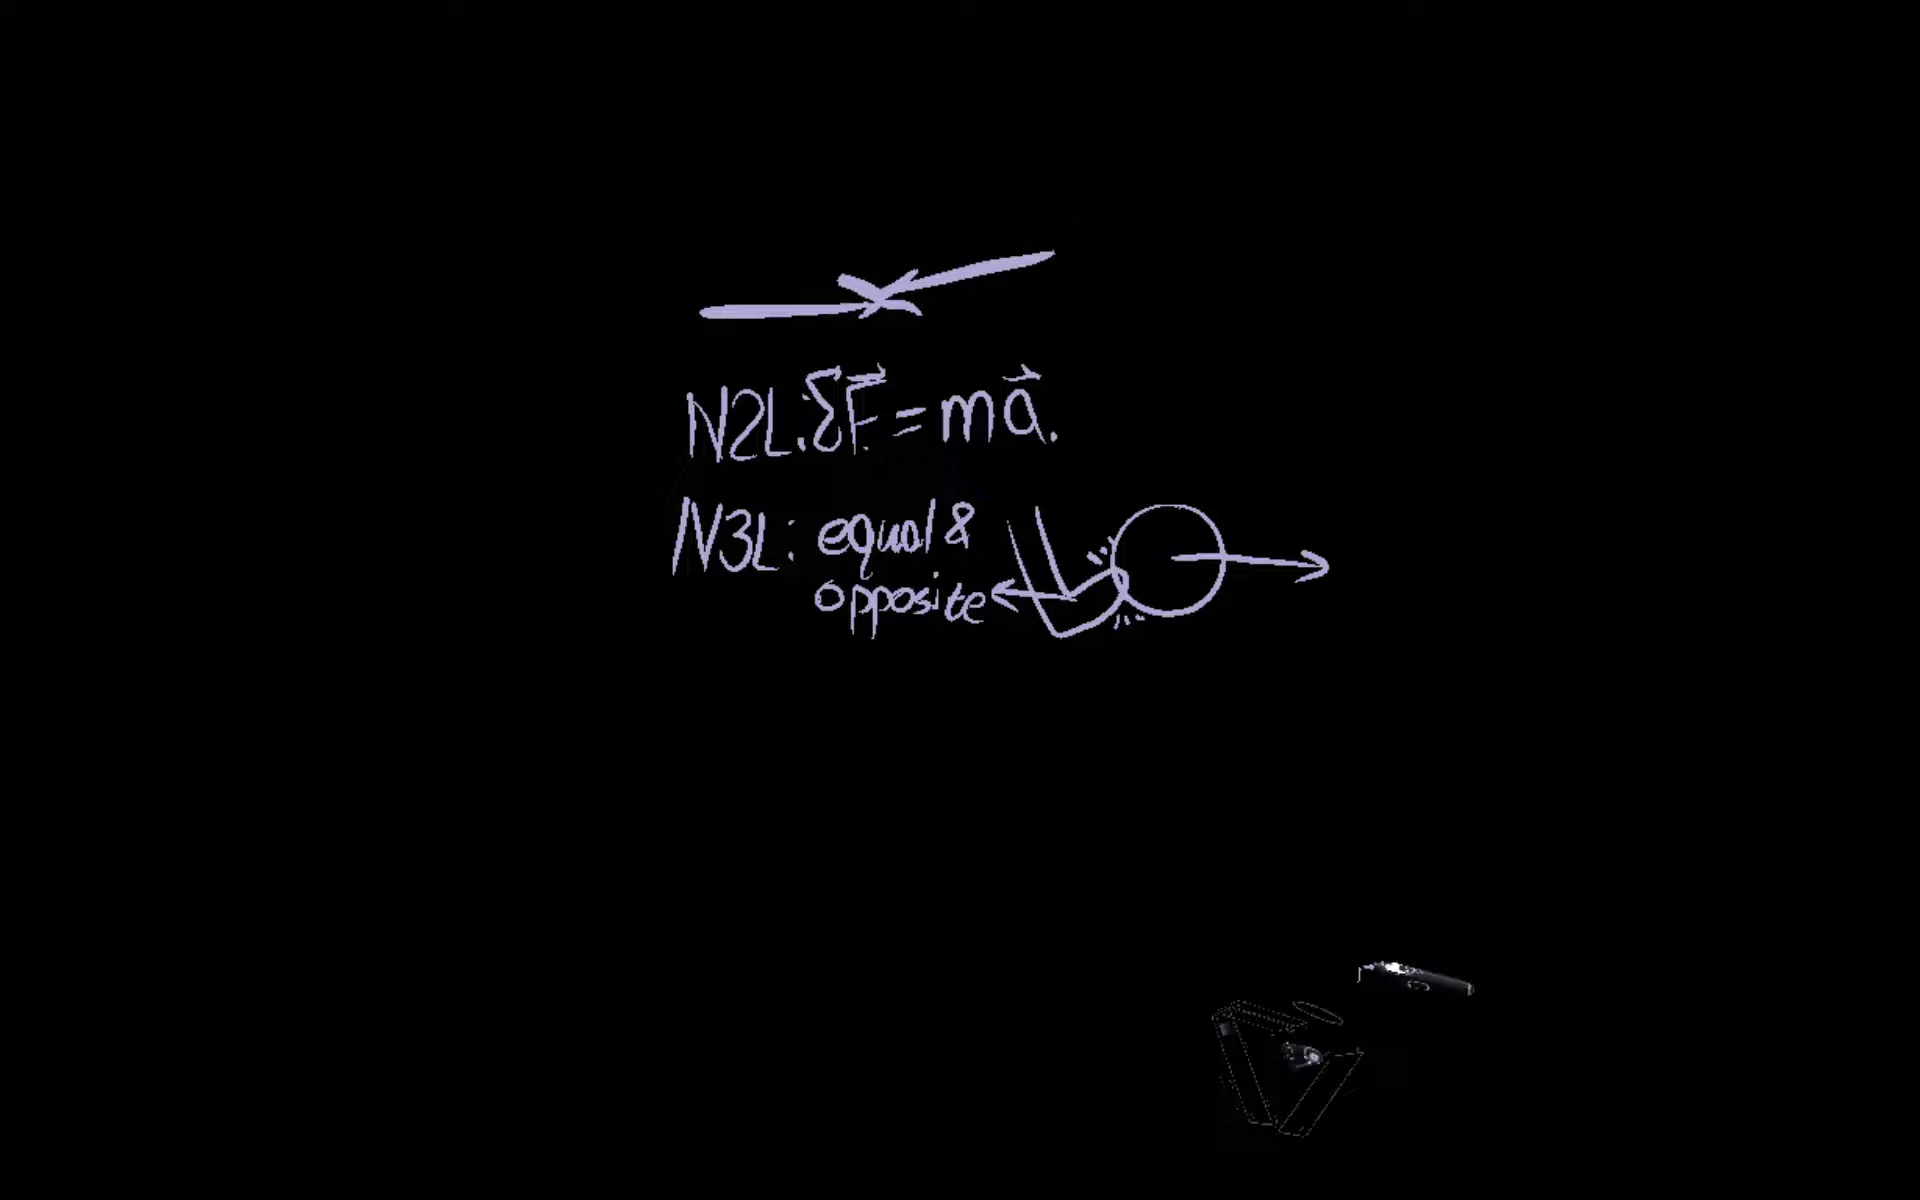 N2L: ΣF⃗ = ma⃗.
N3L: equal &
opposite